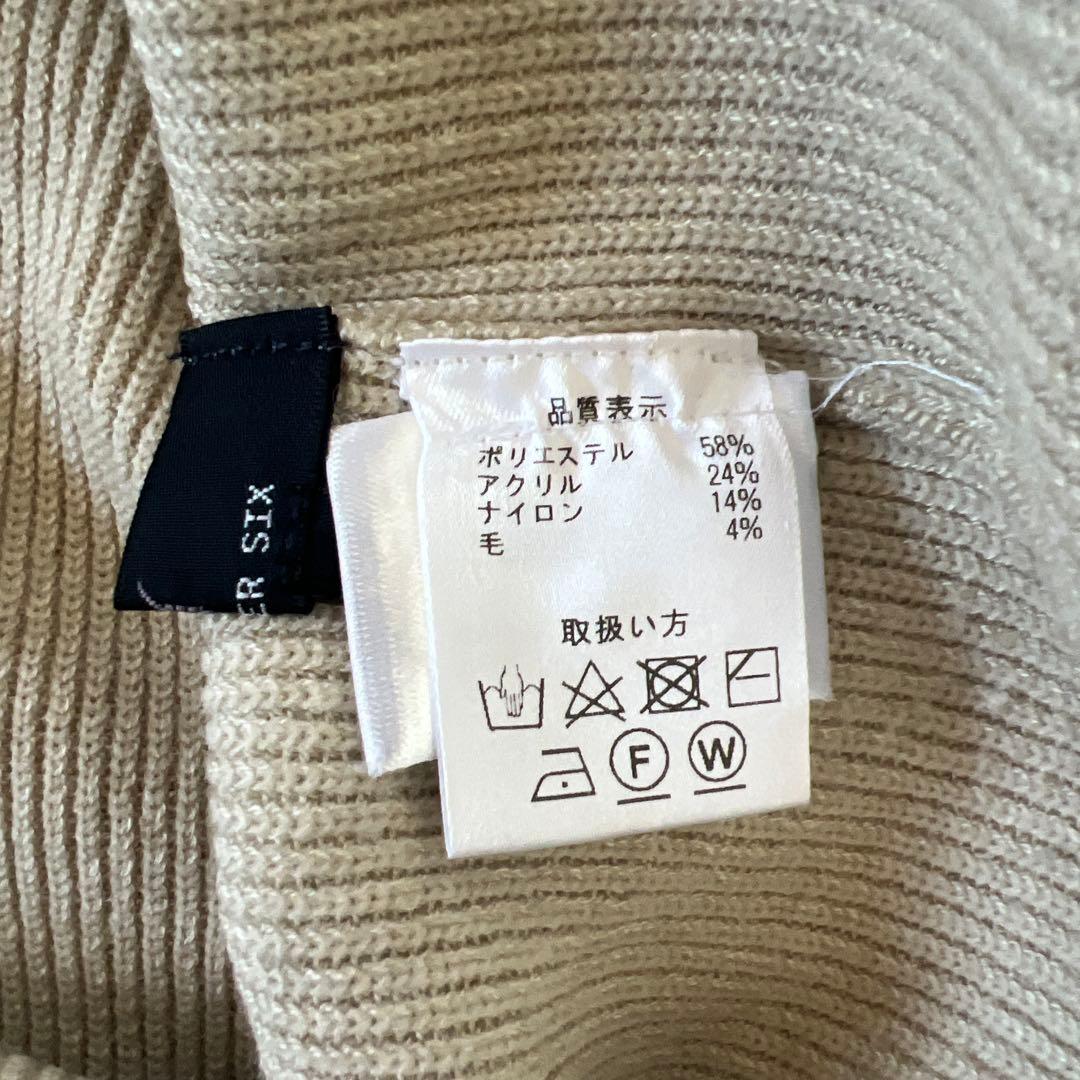 品質表示
ポリエステル 58%
アクリル 24%
ナイロン 14%
毛 4%
取扱い方
F W
ER SIX